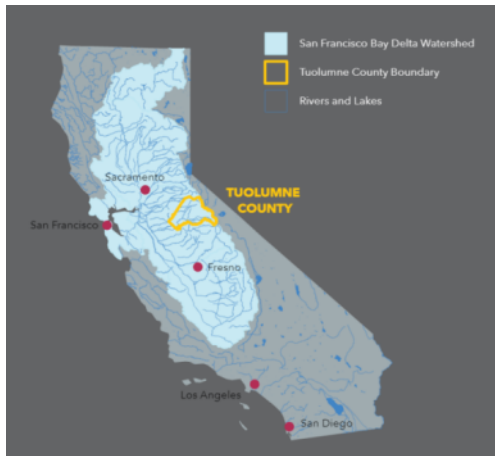 San Francisco Bay Delta Watershed
Tuolumne County Boundary
Rivers and Lakes
Sacramento
TUOLUMNE
COUNTY
San Francisco
Fresno
Los Angeles
San Diego